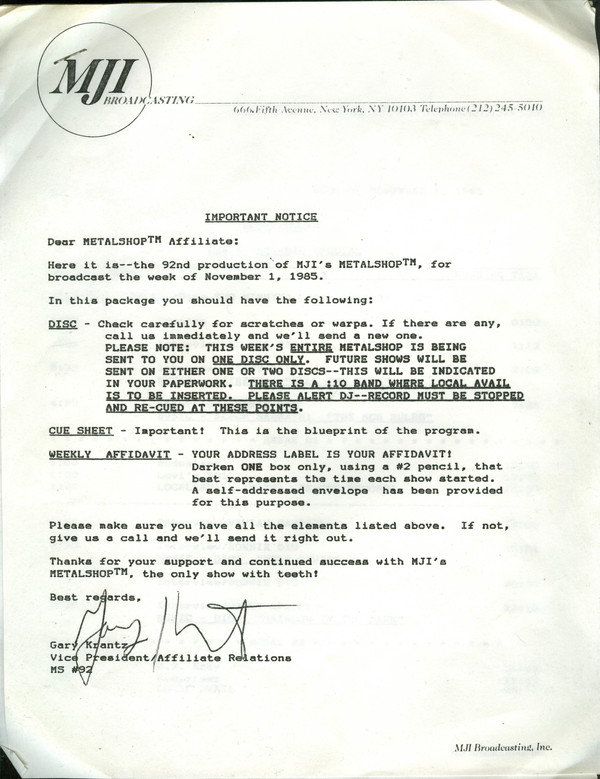 MJI
BROADCASTING
666 Fifth Avenue, New York, NY 10103 Telephone (212) 245-5010
IMPORTANT NOTICE
Dear METALSHOP™ Affiliate:
Here it is--the 92nd production of MJI's METALSHOP™, for
broadcast the week of November 1, 1985.
In this package you should have the following:
DISC - Check carefully for scratches or warps. If there are any,
call us immediately and we'll send a new one.
PLEASE NOTE: THIS WEEK'S ENTIRE METALSHOP IS BEING
SENT TO YOU ON ONE DISC ONLY. FUTURE SHOWS WILL BE
SENT ON EITHER ONE OR TWO DISCS--THIS WILL BE INDICATED
IN YOUR PAPERWORK. THERE IS A :10 BAND WHERE LOCAL AVAIL
IS TO BE INSERTED. PLEASE ALERT DJ--RECORD MUST BE STOPPED
AND RE-CUED AT THESE POINTS.
CUE SHEET - Important! This is the blueprint of the program.
WEEKLY AFFIDAVIT - YOUR ADDRESS LABEL IS YOUR AFFIDAVIT!
Darken ONE box only, using a #2 pencil, that
best represents the time each show started.
A self-addressed envelope has been provided
for this purpose.
Please make sure you have all the elements listed above. If not,
give us a call and we'll send it right out.
Thanks for your support and continued success with MJI's
METALSHOP™, the only show with teeth!
Best regards,
Gary Krantz
Vice President/Affiliate Relations
MS #92
MJI Broadcasting, Inc.